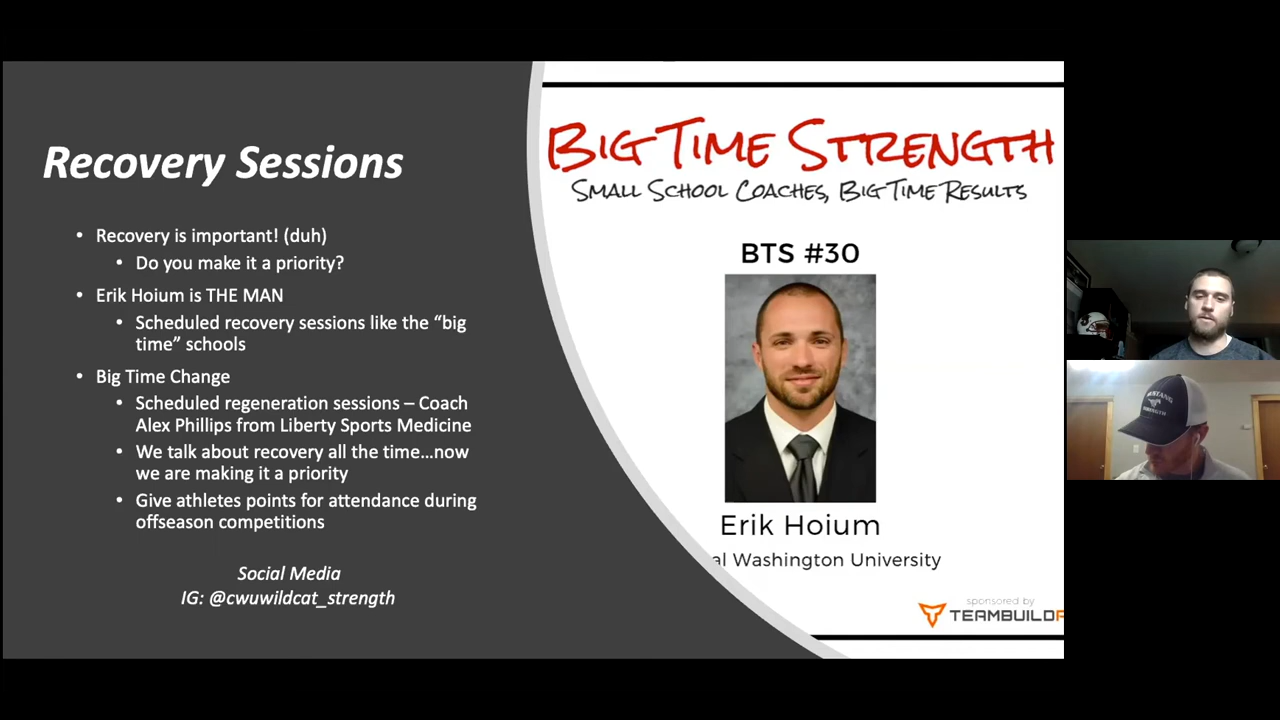 Recovery Sessions
• Recovery is important! (duh)
• Do you make it a priority?
• Erik Hoium is THE MAN
• Scheduled recovery sessions like the “big
time” schools
• Big Time Change
• Scheduled regeneration sessions – Coach
Alex Phillips from Liberty Sports Medicine
• We talk about recovery all the time…now
we are making it a priority
• Give athletes points for attendance during
offseason competitions
Social Media
IG: @cwuwildcat_strength
BIG TIME STRENGTH
SMALL SCHOOL COACHES, BIG TIME RESULTS
BTS #30
Erik Hoium
al Washington University
sponsored by
TEAMBUILD
MUSTANG
STRENGTH